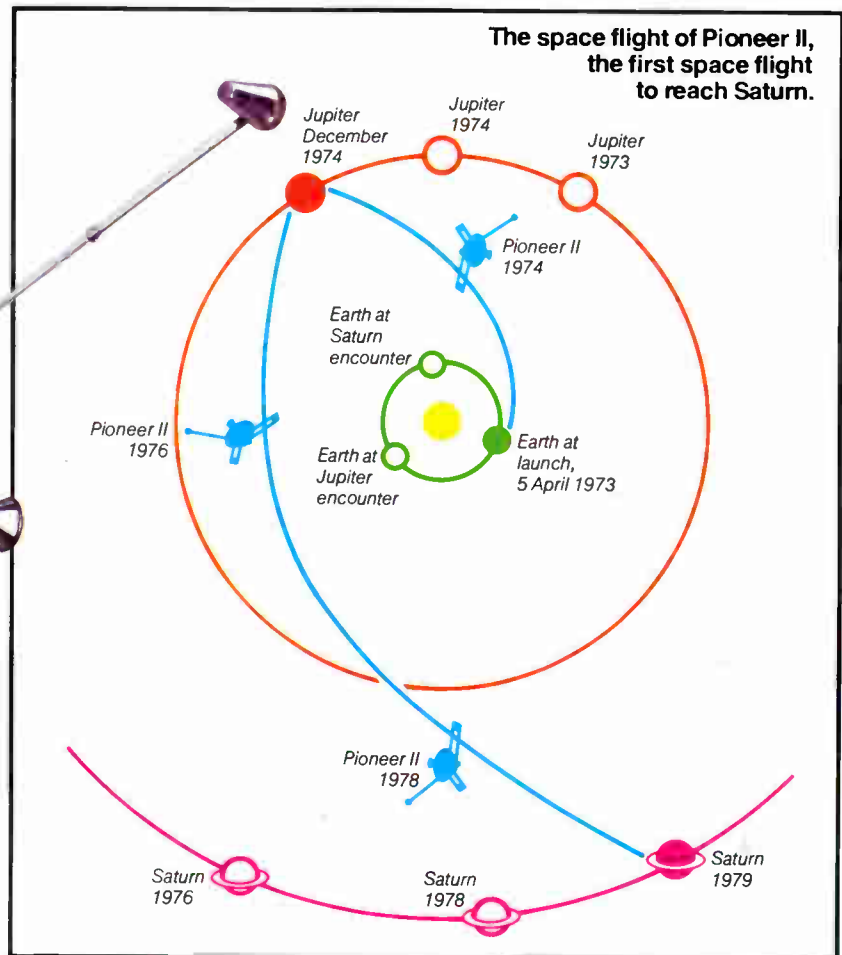 The space flight of Pioneer II,
the first space flight
to reach Saturn.
Jupiter
December
1974
Jupiter
1974
Jupiter
1973
Pioneer II
1974
Earth at
Saturn
encounter
Pioneer II
1976
Earth at
Jupiter
encounter
Earth at
launch,
5 April 1973
Pioneer II
1978
Saturn
1976
Saturn
1978
Saturn
1979